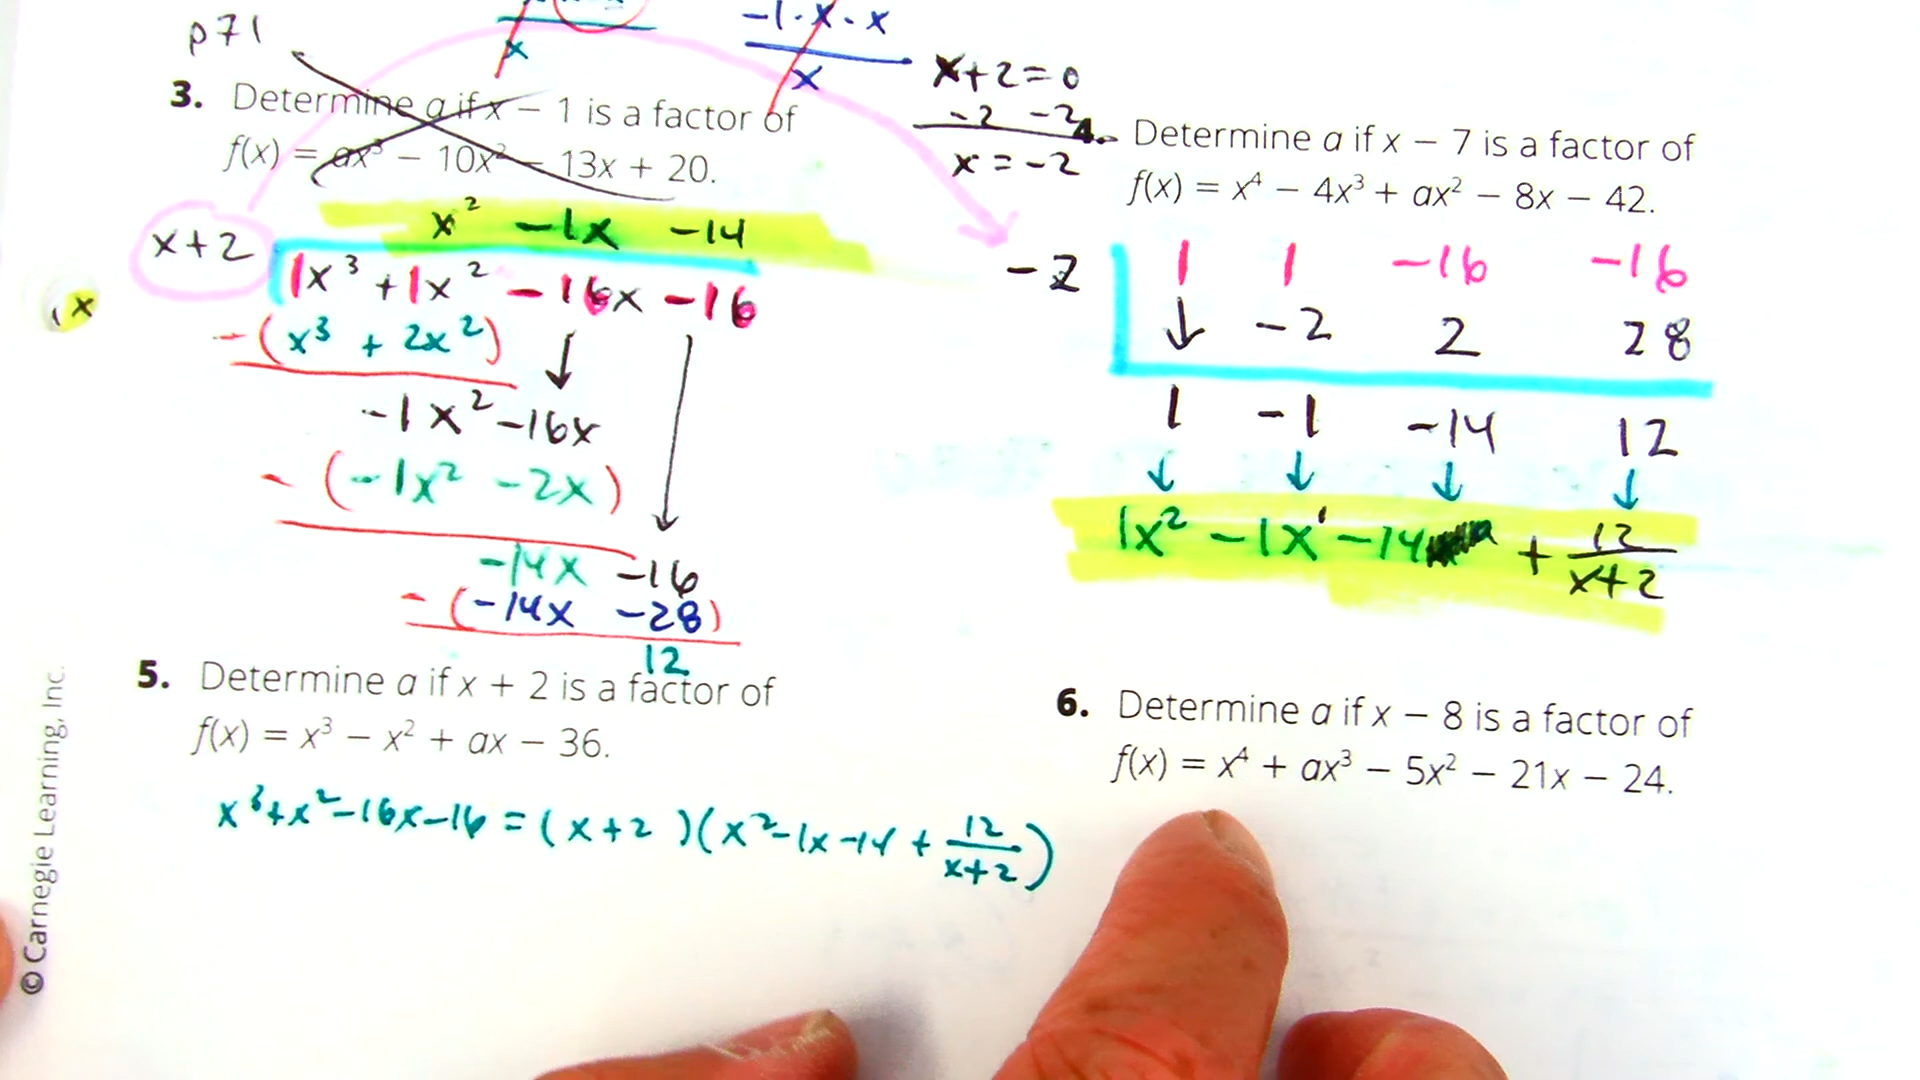 p71
x
-1 · x · x
x
x+2=0
-2 -2
x = -2
3. Determine a if x − 1 is a factor of
f(x) = ax³ − 10x² − 13x + 20.
4. Determine a if x − 7 is a factor of
f(x) = x⁴ − 4x³ + ax² − 8x − 42.
x² -1x -14
x+2
1x³ +1x² -16x -16
-(x³ + 2x²)
-1x² -16x
-(-1x² -2x)
-14x -16
-(-14x -28)
12
x
-2 1 1 -16 -16
↓ -2 2 28
1 -1 -14 12
↓ ↓ ↓ ↓
1x² -1x¹ -14 + 12/(x+2)
5. Determine a if x + 2 is a factor of
f(x) = x³ − x² + ax − 36.
x³+x²-16x-16 = (x+2)(x²-1x-14 + 12/(x+2))
6. Determine a if x − 8 is a factor of
f(x) = x⁴ + ax³ − 5x² − 21x − 24.
© Carnegie Learning, Inc.